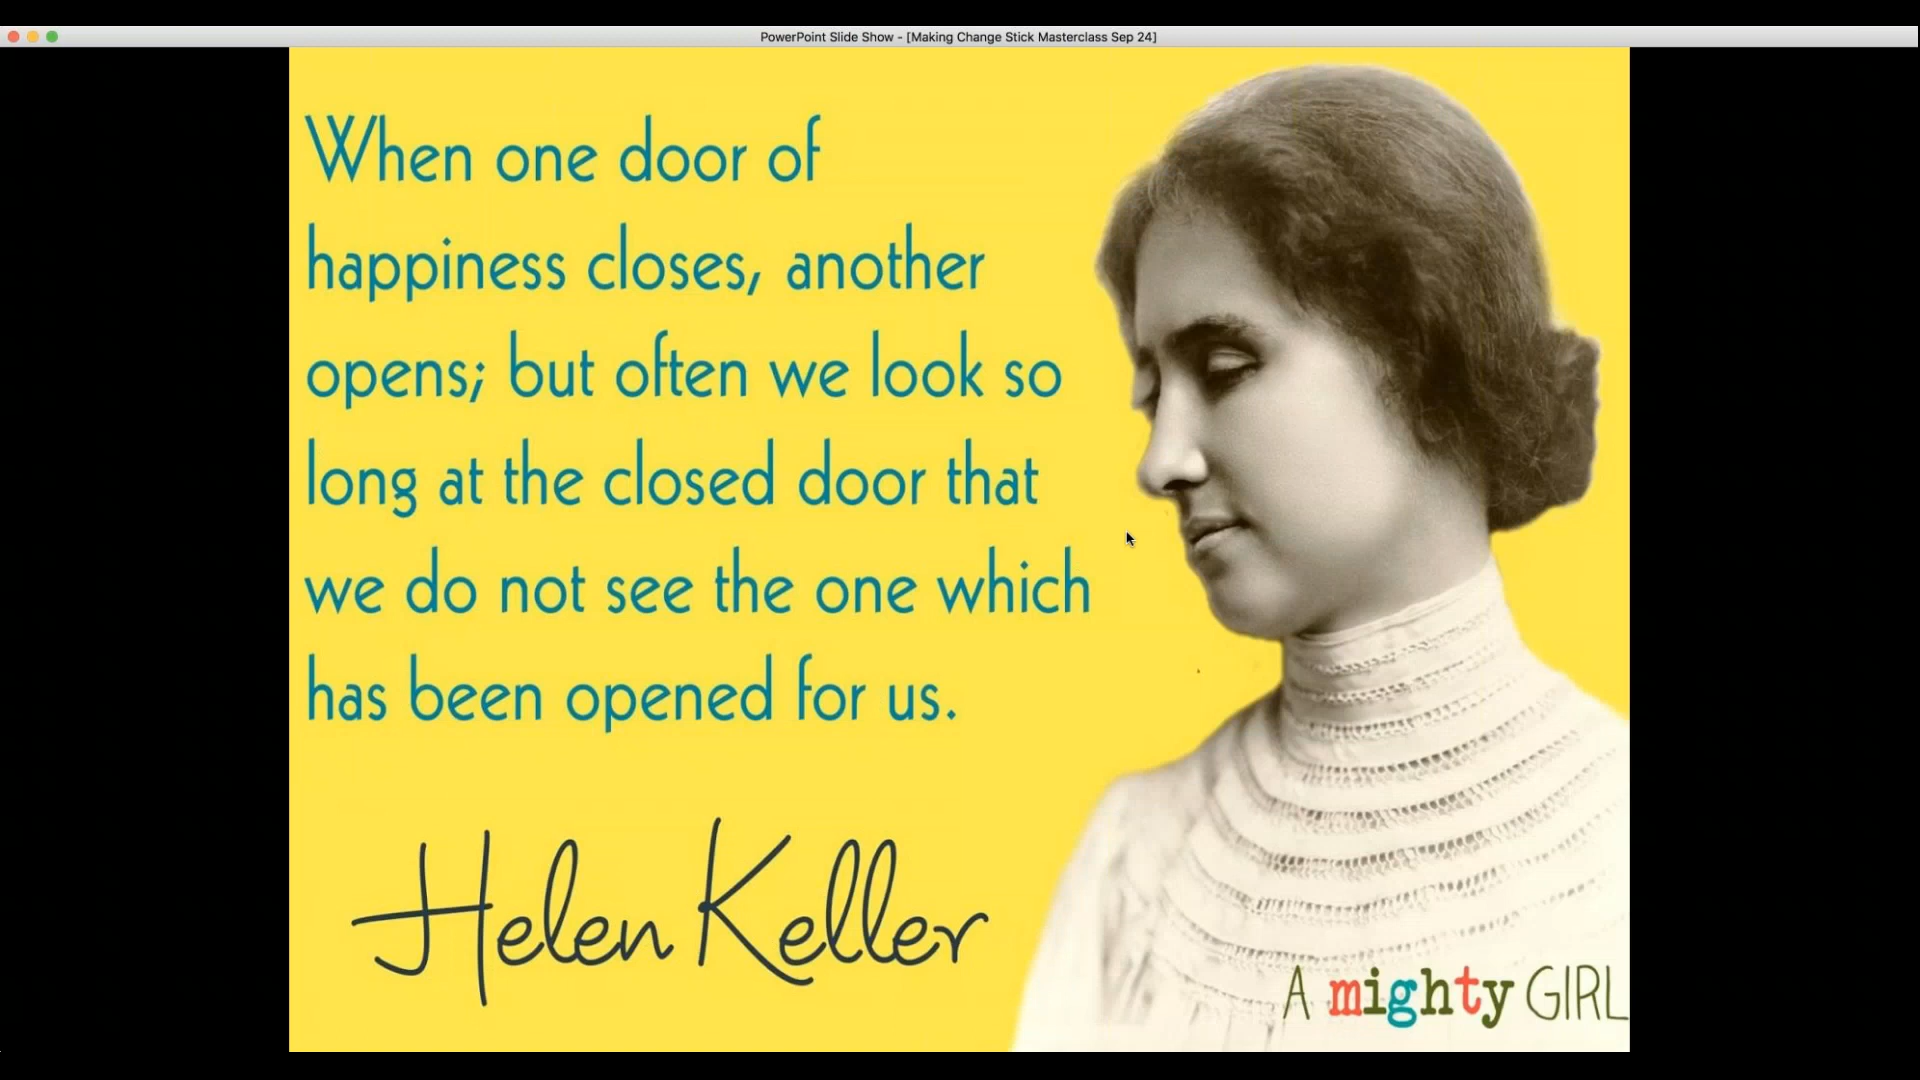 PowerPoint Slide Show - [Making Change Stick Masterclass Sep 24]
When one door of
happiness closes, another
opens; but often we look so
long at the closed door that
we do not see the one which
has been opened for us.
Helen Keller
A mighty GIRL